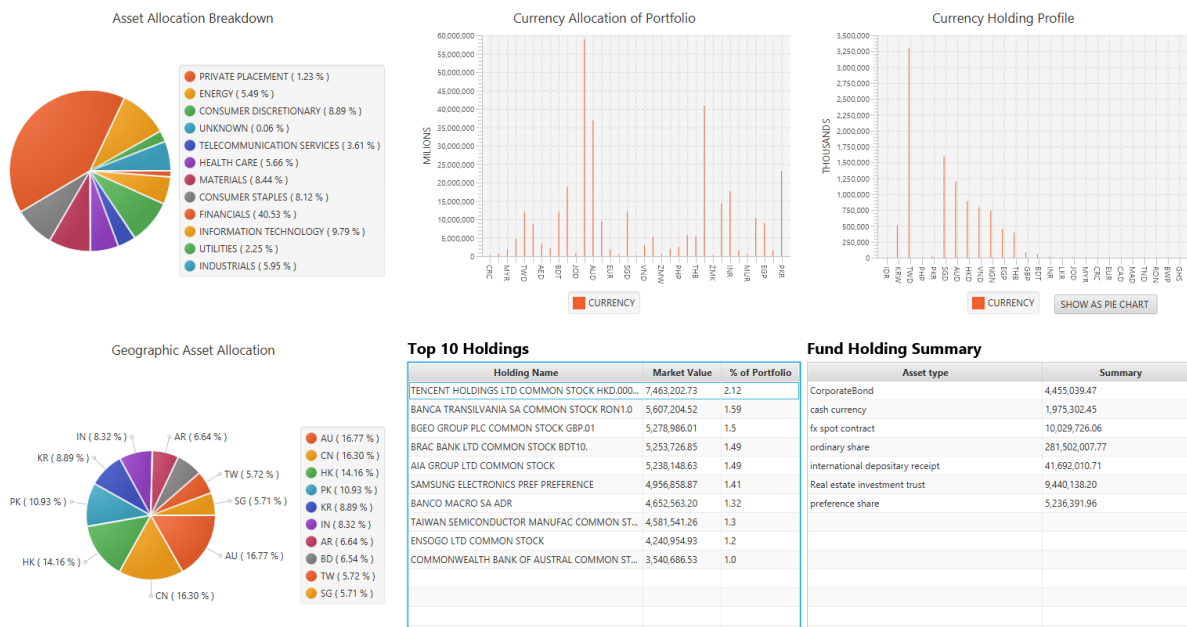 Asset Allocation Breakdown
PRIVATE PLACEMENT ( 1.23 % )
ENERGY ( 5.49 % )
CONSUMER DISCRETIONARY ( 8.89 % )
UNKNOWN ( 0.06 % )
TELECOMMUNICATION SERVICES ( 3.61 % )
HEALTH CARE ( 5.66 % )
MATERIALS ( 8.44 % )
CONSUMER STAPLES ( 8.12 % )
FINANCIALS ( 40.53 % )
INFORMATION TECHNOLOGY ( 9.79 % )
UTILITIES ( 2.25 % )
INDUSTRIALS ( 5.95 % )
Currency Allocation of Portfolio
MILIONS
60,000,000
55,000,000
50,000,000
45,000,000
40,000,000
35,000,000
30,000,000
25,000,000
20,000,000
15,000,000
10,000,000
5,000,000
0
CRC MYR TWD AED BDT JOD AUD EUR SGD VND ZMW PHP THB ZMK INR MUR EGP PKR
CURRENCY
Currency Holding Profile
THOUSANDS
3,500,000
3,250,000
3,000,000
2,750,000
2,500,000
2,250,000
2,000,000
1,750,000
1,500,000
1,250,000
1,000,000
750,000
500,000
250,000
0
IDR KRW TWD PHP PKR SGD AUD HKD VND NGN EGP THB GBP BDT INR LKR JOD MYR CRC EUR CAD MAD TND RON BWP GHS
CURRENCY
SHOW AS PIE CHART
Geographic Asset Allocation
IN ( 8.32 % )
AR ( 6.64 % )
KR ( 8.89 % )
TW ( 5.72 % )
PK ( 10.93 % )
SG ( 5.71 % )
HK ( 14.16 % )
AU ( 16.77 % )
CN ( 16.30 % )
AU ( 16.77 % )
CN ( 16.30 % )
HK ( 14.16 % )
PK ( 10.93 % )
KR ( 8.89 % )
IN ( 8.32 % )
AR ( 6.64 % )
BD ( 6.54 % )
TW ( 5.72 % )
SG ( 5.71 % )
Top 10 Holdings
Holding Name Market Value % of Portfolio
TENCENT HOLDINGS LTD COMMON STOCK HKD.000... 7,463,202.73 2.12
BANCA TRANSILVANIA SA COMMON STOCK RON1.0 5,607,204.52 1.59
BGEO GROUP PLC COMMON STOCK GBP.01 5,278,986.01 1.5
BRAC BANK LTD COMMON STOCK BDT10. 5,253,726.85 1.49
AIA GROUP LTD COMMON STOCK 5,238,148.63 1.49
SAMSUNG ELECTRONICS PREF PREFERENCE 4,956,858.87 1.41
BANCO MACRO SA ADR 4,652,563.20 1.32
TAIWAN SEMICONDUCTOR MANUFAC COMMON ST... 4,581,541.26 1.3
ENSOGO LTD COMMON STOCK 4,240,954.93 1.2
COMMONWEALTH BANK OF AUSTRAL COMMON ST... 3,540,686.53 1.0
Fund Holding Summary
Asset type Summary
CorporateBond 4,455,039.47
cash currency 1,975,302.45
fx spot contract 10,029,726.06
ordinary share 281,502,007.77
international depositary receipt 41,692,010.71
Real estate investment trust 9,440,138.20
preference share 5,236,391.96